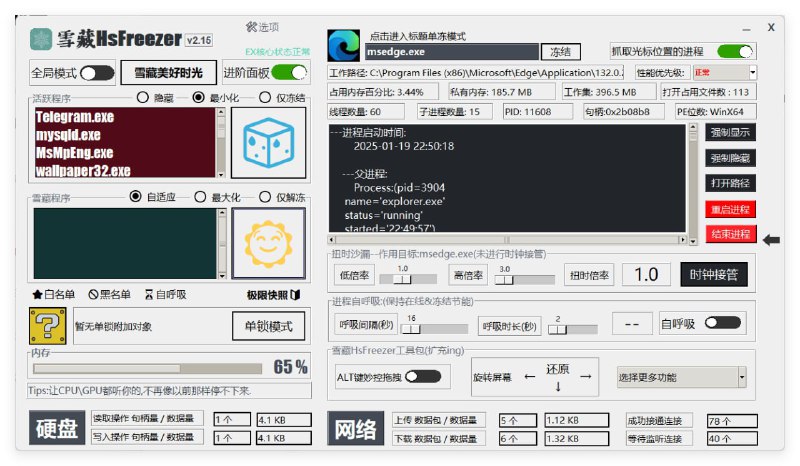 雪藏HsFreezer v2.15
选项
EX核心状态正常
全局模式
雪藏美好时光
进阶面板
活跃程序
隐藏
最小化
仅冻结
Telegram.exe
mysqld.exe
MsMpEng.exe
wallpaper32.exe
雪藏程序
自适应
最大化
仅解冻
白名单
黑名单
自呼吸
极限快照
暂无单锁附加对象
单锁模式
内存
65 %
Tips:让CPU\GPU都听你的,不再像以前那样停不下来.
硬盘
读取操作 句柄量 / 数据量
1 个
4.1 KB
写入操作 句柄量 / 数据量
1 个
4.1 KB
点击进入标题单冻模式
msedge.exe
冻结
抓取光标位置的进程
工作路径: C:\Program Files (x86)\Microsoft\Edge\Application\132.0.
性能优先级:
正常
占用内存百分比: 3.44%
私有内存: 185.7 MB
工作集: 396.5 MB
打开占用文件数 : 113
线程数量: 60
子进程数量: 15
PID: 11608
句柄:0x2b08b8
PE位数: WinX64
---进程启动时间:
2025-01-19 22:50:18
---父进程:
Process:(pid=3904
name='explorer.exe'
status='running'
started='22:49:57')
强制显示
强制隐藏
打开路径
重启进程
结束进程
扭时沙漏--作用目标:msedge.exe(未进行时钟接管)
低倍率
1.0
高倍率
3.0
扭时倍率
1.0
时钟接管
进程自呼吸:(保持在线&冻结节能)
呼吸间隔(秒)
16
呼吸时长(秒)
2
--
自呼吸
雪藏HsFreezer工具包(扩充ing)
ALT键妙控拖拽
旋转屏幕
←
还原
→
↓
选择更多功能
网络
上传 数据包 / 数据量
5 个
1.12 KB
成功接通连接
78 个
下载 数据包 / 数据量
6 个
1.32 KB
等待监听连接
40 个